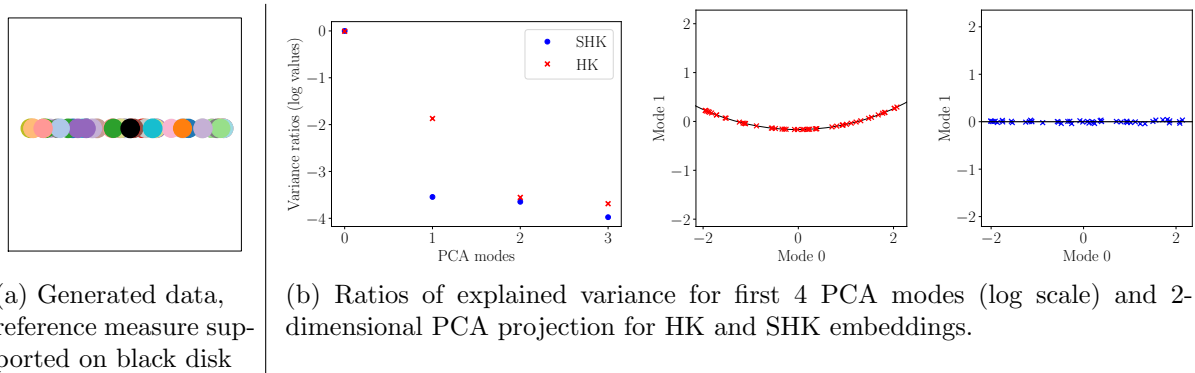 0
−1
−2
−3
−4
Variance ratios (log values)
SHK
HK
0 1 2 3
PCA modes
2
1
0
−1
−2
Mode 1
−2 0 2
Mode 0
2
1
0
−1
−2
Mode 1
−2 0 2
Mode 0
(a) Generated data,
reference measure sup-
ported on black disk
(b) Ratios of explained variance for first 4 PCA modes (log scale) and 2-
dimensional PCA projection for HK and SHK embeddings.